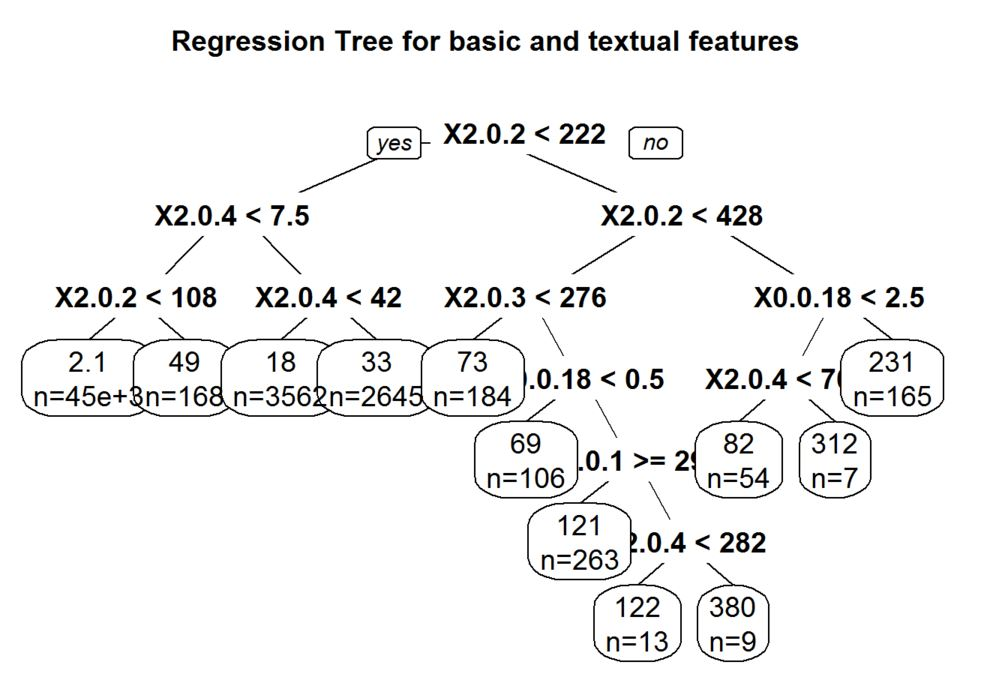 Regression Tree for basic and textual features
yes
X2.0.2 < 222
no
X2.0.4 < 7.5
X2.0.2 < 428
X2.0.2 < 108
X2.0.4 < 42
X2.0.3 < 276
X0.0.18 < 2.5
2.1
n=45e+3
49
n=168
18
n=3562
33
n=2645
73
n=184
.0.18 < 0.5
X2.0.4 <
231
n=165
69
n=106
.0.1 >=
82
n=54
312
n=7
121
n=263
2.0.4 < 282
122
n=13
380
n=9